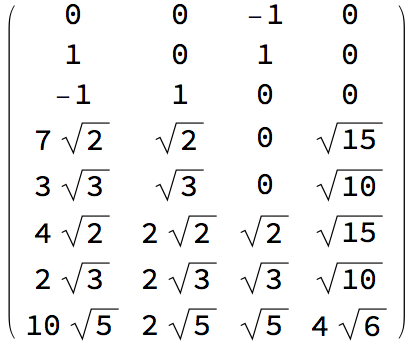 0 0 -1 0
1 0 1 0
-1 1 0 0
7√2 √2 0 √15
3√3 √3 0 √10
4√2 2√2 √2 √15
2√3 2√3 √3 √10
10√5 2√5 √5 4√6